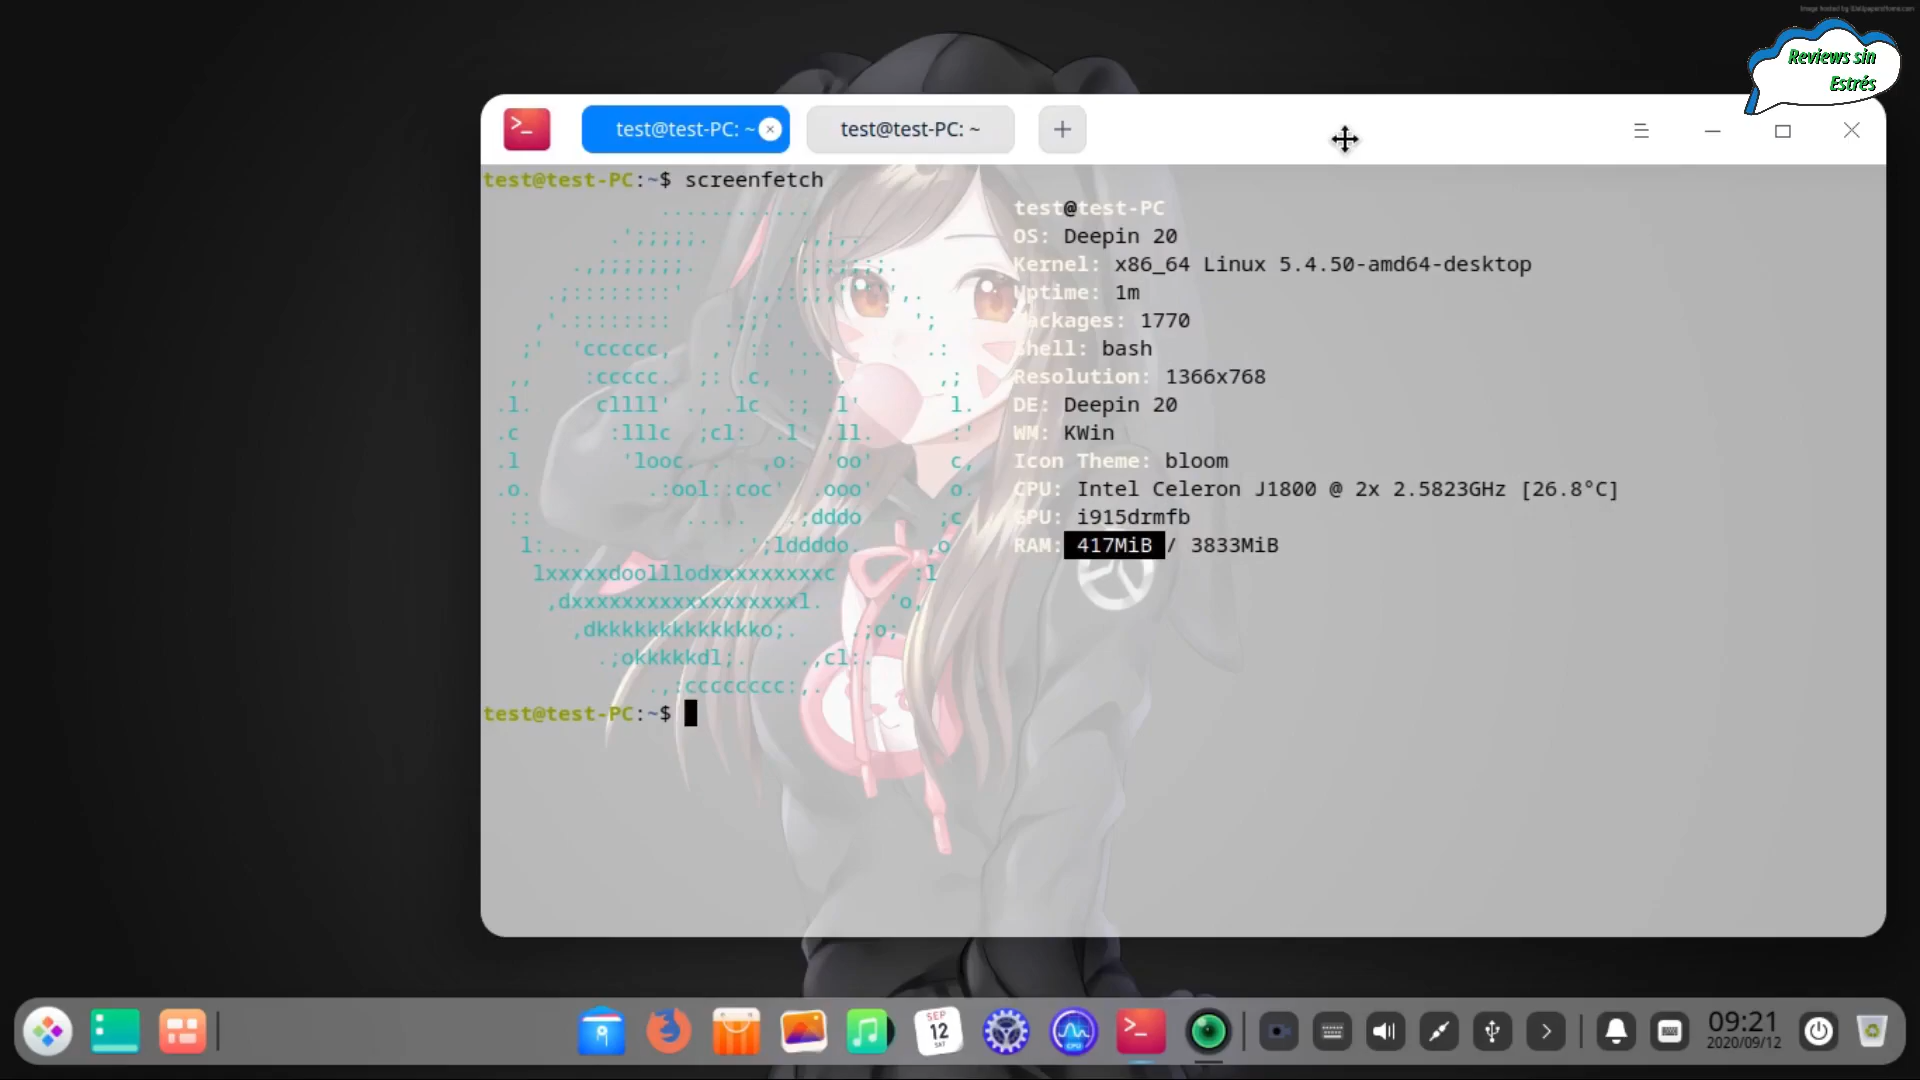 Reviews sin
Estrés
test@test-PC: ~
test@test-PC: ~
test@test-PC:~$ screenfetch
test@test-PC
OS: Deepin 20
Kernel: x86_64 Linux 5.4.50-amd64-desktop
Uptime: 1m
Packages: 1770
Shell: bash
Resolution: 1366x768
DE: Deepin 20
WM: KWin
Icon Theme: bloom
CPU: Intel Celeron J1800 @ 2x 2.5823GHz [26.8°C]
GPU: i915drmfb
RAM: 417MiB / 3833MiB
test@test-PC:~$
SEP
12
SAT
CPU
09:21
2020/09/12